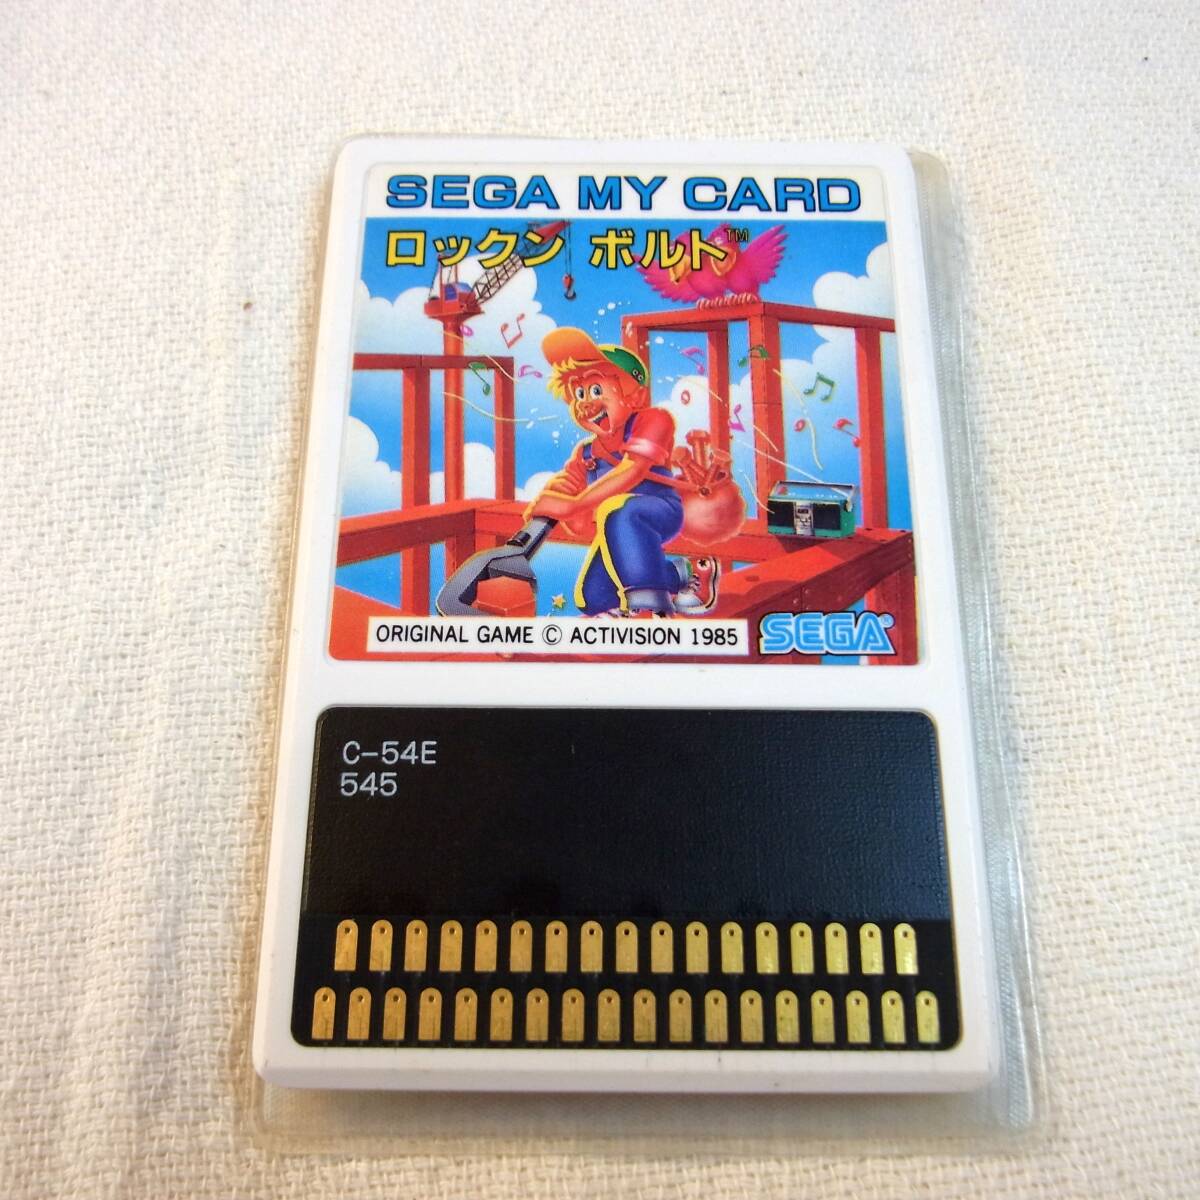 SEGA MY CARD
ロックン ボルト™
ORIGINAL GAME © ACTIVISION 1985
SEGA®
C-54E
545